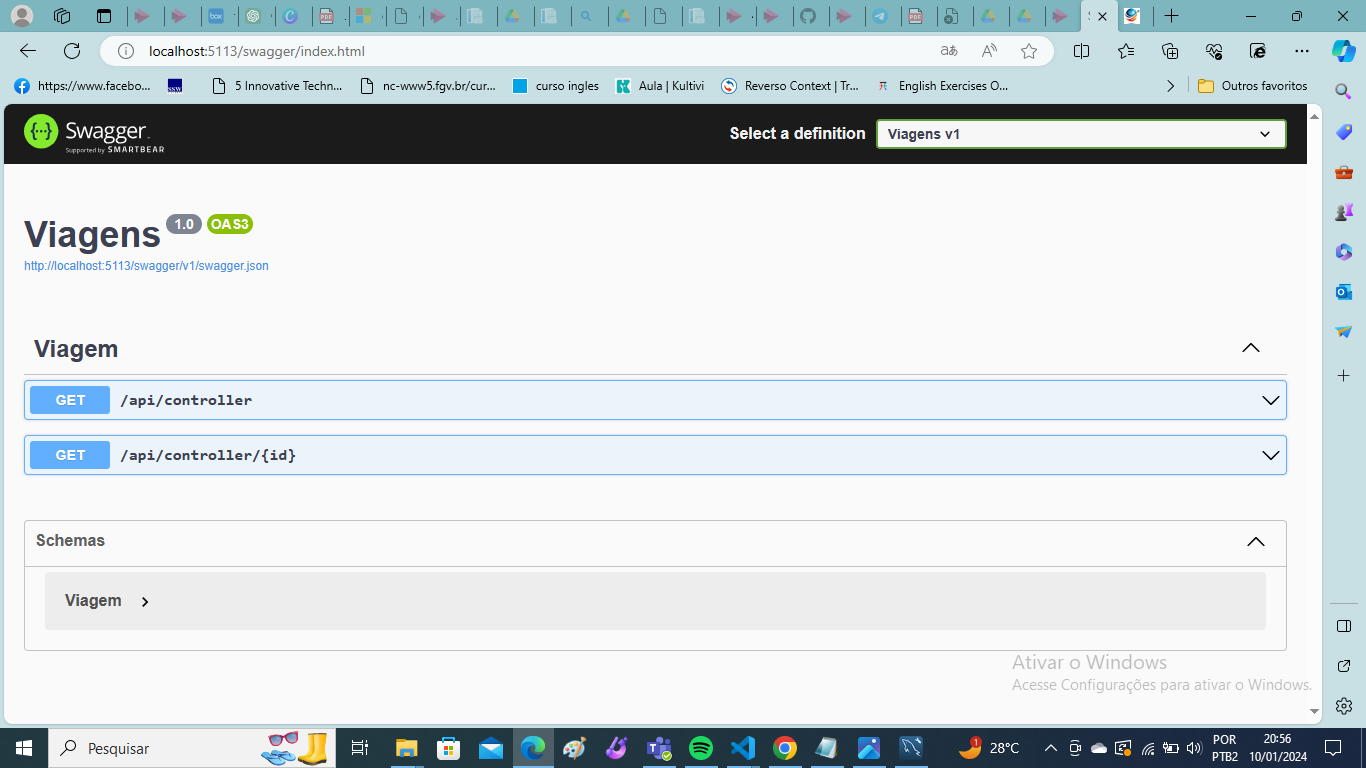 localhost:5113/swagger/index.html
https://www.facebo...
SSW
5 Innovative Techn...
nc-www5.fgv.br/cur...
curso ingles
Aula | Kultivi
Reverso Context | Tr...
English Exercises O...
Outros favoritos
Swagger.
Supported by SMARTBEAR
Select a definition
Viagens v1
Viagens 1.0 OAS3
http://localhost:5113/swagger/v1/swagger.json
Viagem
GET /api/controller
GET /api/controller/{id}
Schemas
Viagem
Ativar o Windows
Acesse Configurações para ativar o Windows.
Pesquisar
1
28°C
POR
PTB2
20:56
10/01/2024